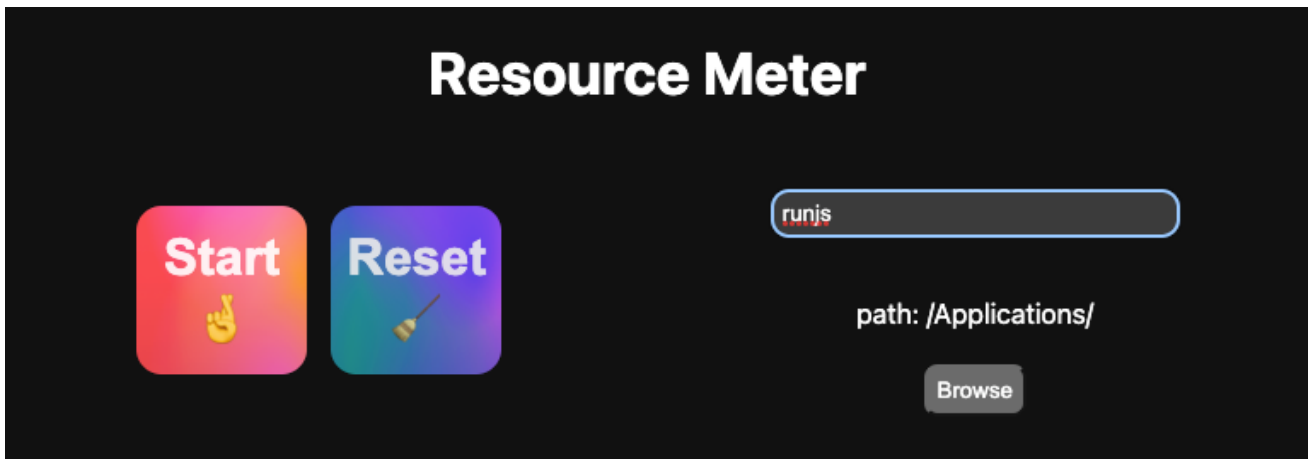 Resource Meter
Start
Reset
runjs
path: /Applications/
Browse